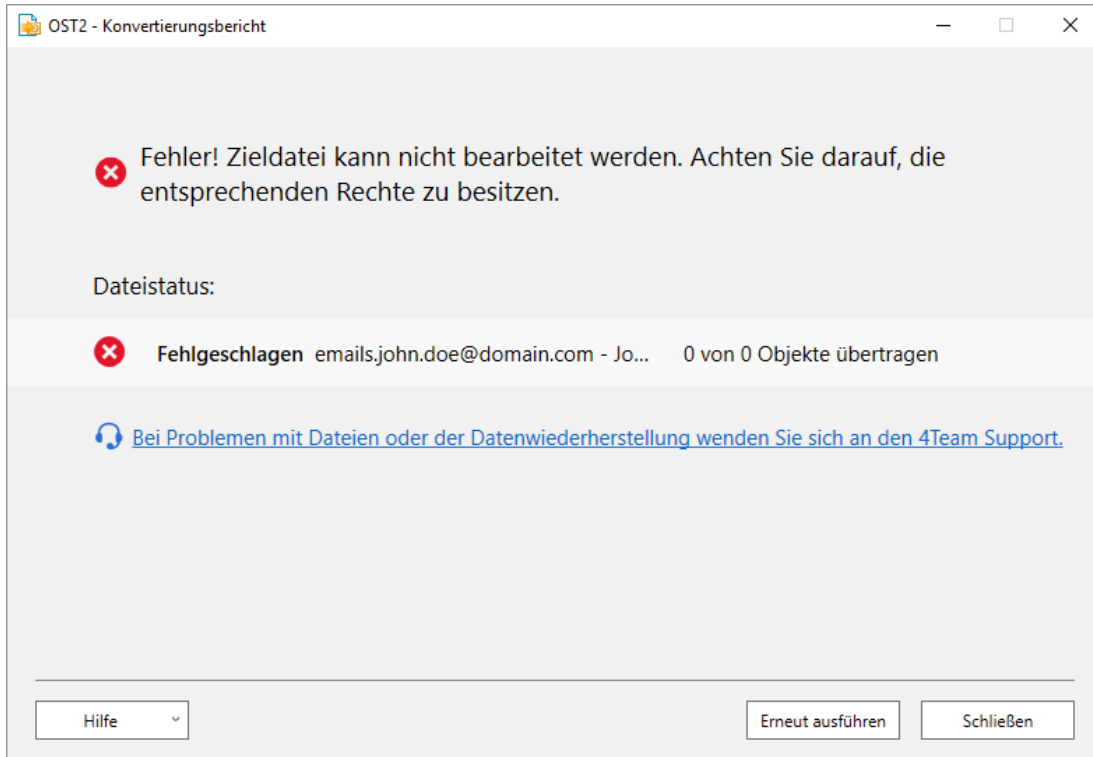 OST2 - Konvertierungsbericht
Fehler! Zieldatei kann nicht bearbeitet werden. Achten Sie darauf, die
entsprechenden Rechte zu besitzen.
Dateistatus:
Fehlgeschlagen emails.john.doe@domain.com - Jo... 0 von 0 Objekte übertragen
Bei Problemen mit Dateien oder der Datenwiederherstellung wenden Sie sich an den 4Team Support.
Hilfe Erneut ausführen Schließen